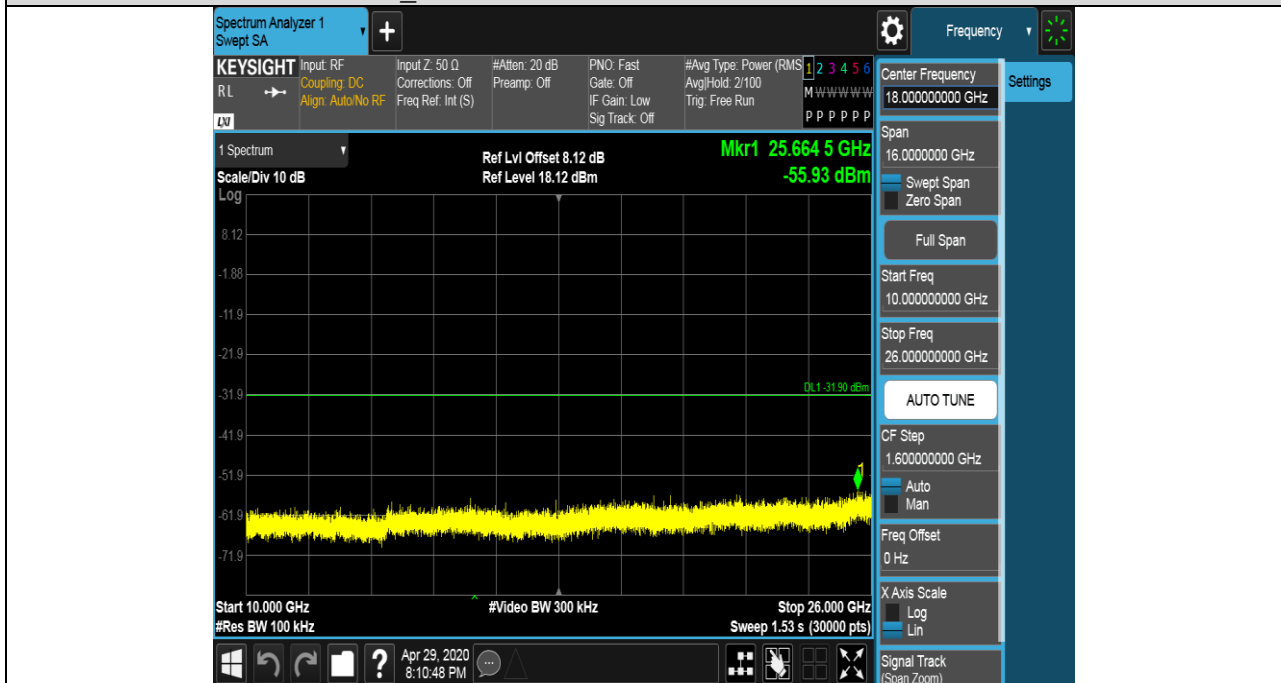 Spectrum Analyzer 1
Swept SA
+
Frequency
KEYSIGHT
RL
LXI
Input: RF
Coupling: DC
Align: Auto/No RF
Input Z: 50 Ω
Corrections: Off
Freq Ref: Int (S)
#Atten: 20 dB
Preamp: Off
PNO: Fast
Gate: Off
IF Gain: Low
Sig Track: Off
#Avg Type: Power (RMS
Avg|Hold: 2/100
Trig: Free Run
1 2 3 4 5 6
M W W W W W
P P P P P P
Center Frequency
18.000000000 GHz
Settings
1 Spectrum
Scale/Div 10 dB
Ref Lvl Offset 8.12 dB
Ref Level 18.12 dBm
Mkr1 25.664 5 GHz
-55.93 dBm
Span
16.0000000 GHz
Swept Span
Zero Span
Full Span
Start Freq
10.000000000 GHz
Stop Freq
26.000000000 GHz
AUTO TUNE
CF Step
1.600000000 GHz
Auto
Man
Freq Offset
0 Hz
X Axis Scale
Log
Lin
Signal Track
(Span Zoom)
Log
8.12
-1.88
-11.9
-21.9
-31.9
DL1 -31.90 dBm
-41.9
-51.9
1
-61.9
-71.9
Start 10.000 GHz
#Video BW 300 kHz
Stop 26.000 GHz
#Res BW 100 kHz
Sweep 1.53 s (30000 pts)
?
Apr 29, 2020
8:10:48 PM